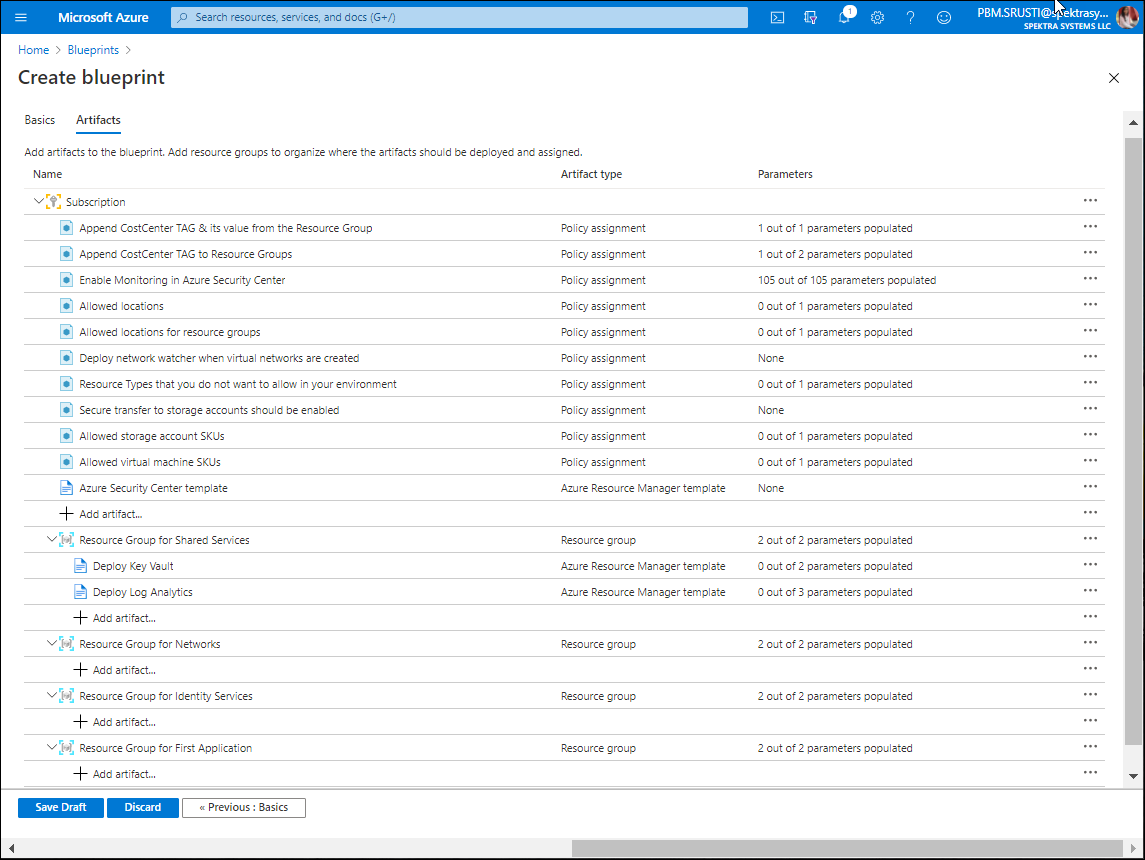 Microsoft Azure Search resources, services, and docs (G+/) 1 PBM.SRUSTI@spektrasy...
SPEKTRA SYSTEMS LLC
Home > Blueprints >
Create blueprint
Basics Artifacts
Add artifacts to the blueprint. Add resource groups to organize where the artifacts should be deployed and assigned.
Name Artifact type Parameters
Subscription
Append CostCenter TAG & its value from the Resource Group Policy assignment 1 out of 1 parameters populated
Append CostCenter TAG to Resource Groups Policy assignment 1 out of 2 parameters populated
Enable Monitoring in Azure Security Center Policy assignment 105 out of 105 parameters populated
Allowed locations Policy assignment 0 out of 1 parameters populated
Allowed locations for resource groups Policy assignment 0 out of 1 parameters populated
Deploy network watcher when virtual networks are created Policy assignment None
Resource Types that you do not want to allow in your environment Policy assignment 0 out of 1 parameters populated
Secure transfer to storage accounts should be enabled Policy assignment None
Allowed storage account SKUs Policy assignment 0 out of 1 parameters populated
Allowed virtual machine SKUs Policy assignment 0 out of 1 parameters populated
Azure Security Center template Azure Resource Manager template None
Add artifact...
Resource Group for Shared Services Resource group 2 out of 2 parameters populated
Deploy Key Vault Azure Resource Manager template 0 out of 2 parameters populated
Deploy Log Analytics Azure Resource Manager template 0 out of 3 parameters populated
Add artifact...
Resource Group for Networks Resource group 2 out of 2 parameters populated
Add artifact...
Resource Group for Identity Services Resource group 2 out of 2 parameters populated
Add artifact...
Resource Group for First Application Resource group 2 out of 2 parameters populated
Add artifact...
Save Draft Discard « Previous : Basics